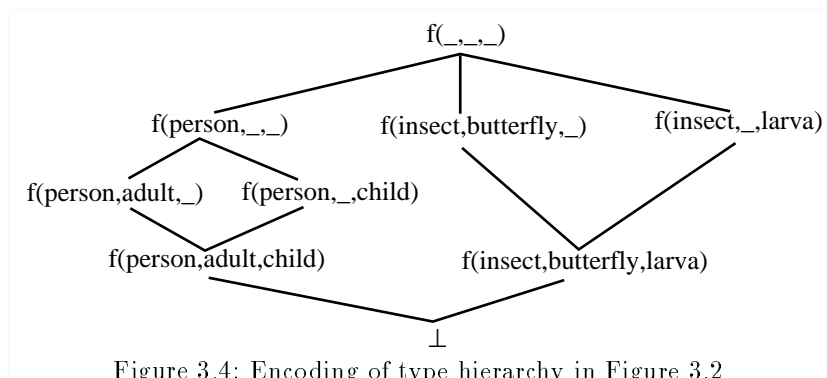 f(_,_,_)
f(person,_,_)
f(insect,butterfly,_)
f(insect,_,larva)
f(person,adult,_)
f(person,_,child)
f(person,adult,child)
f(insect,butterfly,larva)
⊥
Figure 3.4: Encoding of type hierarchy in Figure 3.2